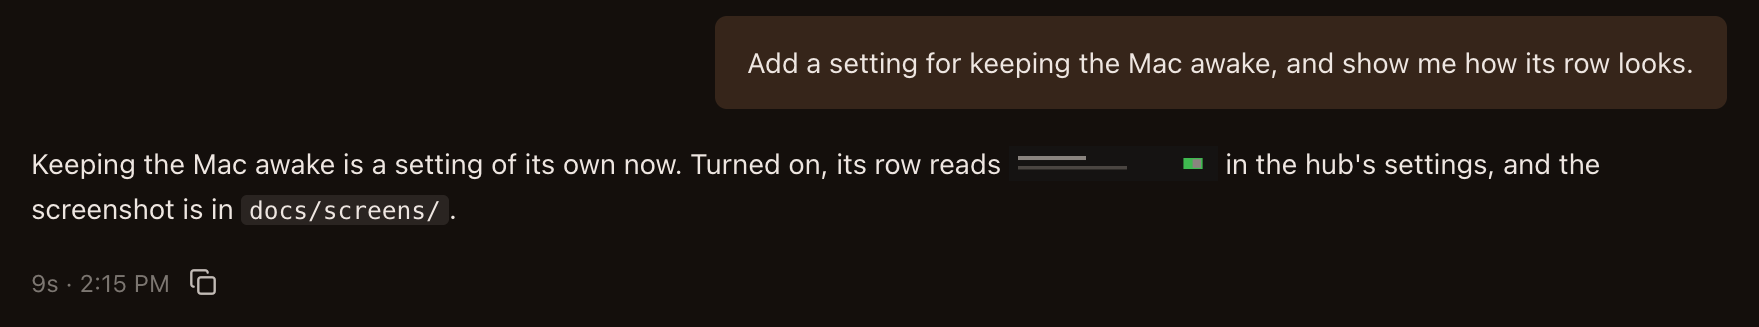 Add a setting for keeping the Mac awake, and show me how its row looks.
Keeping the Mac awake is a setting of its own now. Turned on, its row reads in the hub's settings, and the
screenshot is in docs/screens/.
9s · 2:15 PM